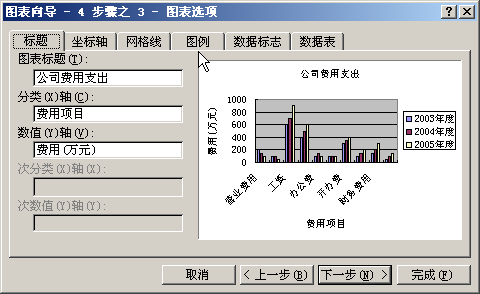 图表向导 - 4 步骤之 3 - 图表选项
标题 坐标轴 网格线 图例 数据标志 数据表
图表标题(T):
公司费用支出
分类(X)轴(C):
费用项目
数值(Y)轴(V):
费用(万元)
次分类(X)轴(X):
次数值(Y)轴(Y):
公司费用支出
费用(万元)
1000
800
600
400
200
0
营业费用 工资 办公费 开办费 财务费用
费用项目
2003年度
2004年度
2005年度
取消 < 上一步(B) 下一步(N) > 完成(F)